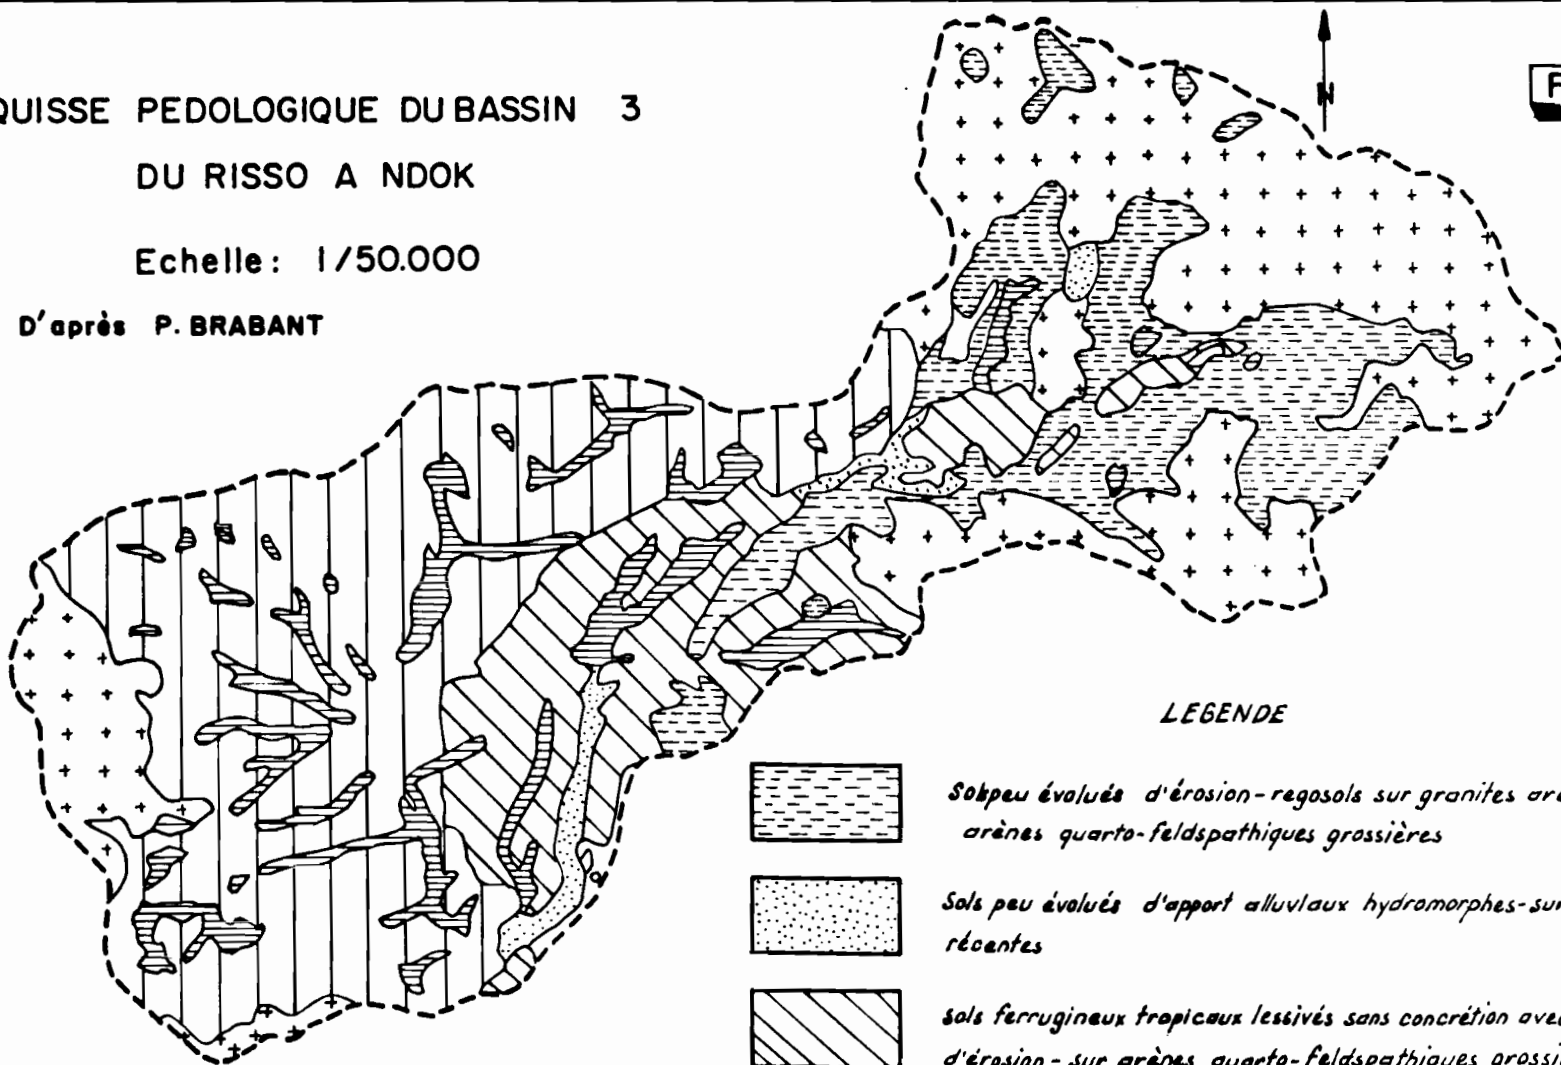 QUISSE PEDOLOGIQUE DU BASSIN 3
DU RISSO A NDOK
Echelle: 1/50.000
D'après P. BRABANT
N
LEGENDE
Sols peu évolués d'érosion-regosols sur granites
arènes quarto-feldspathiques grossières
Sols peu évolués d'apport alluviaux hydromorphes-sur
récentes
sols ferrugineux tropicaux lessivés sans concrétion avec
d'érosion-sur arènes quarto-feldspathiques